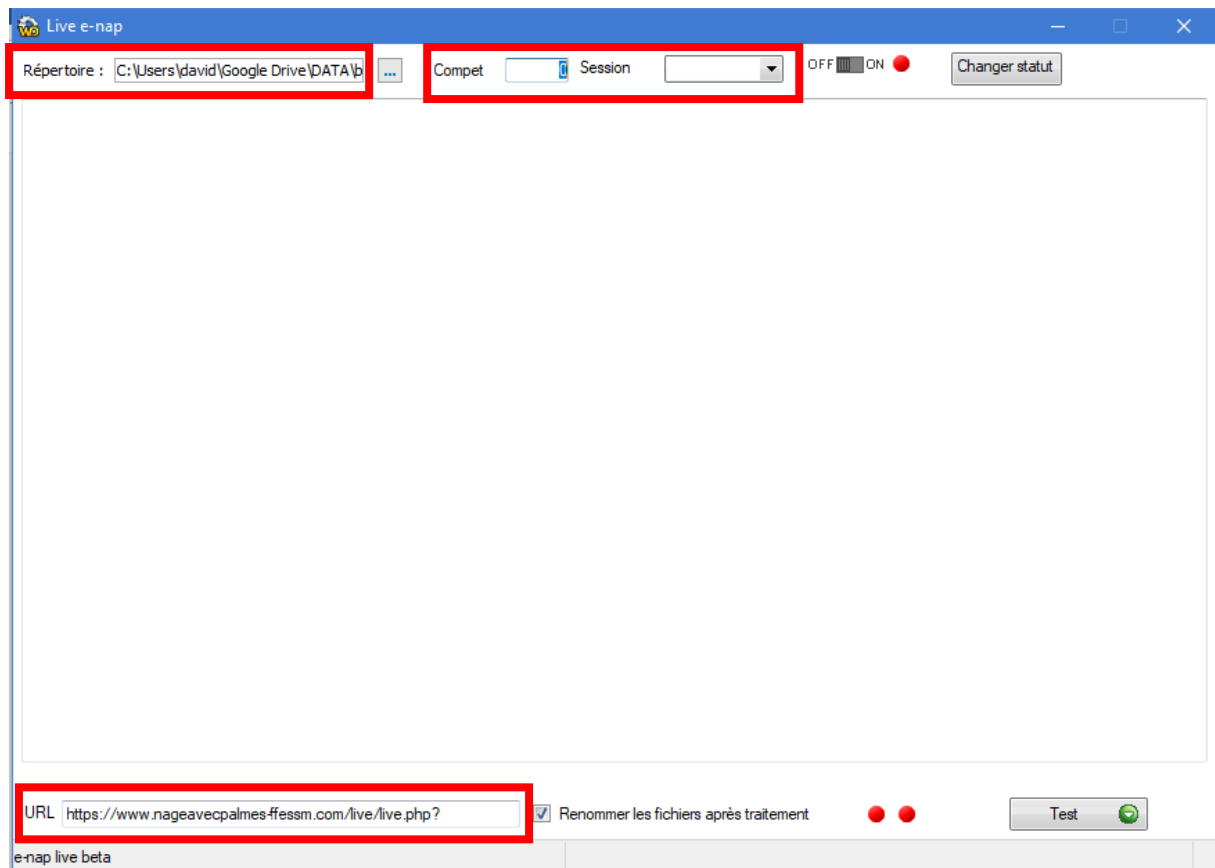 Live e-nap
Répertoire : C:\Users\david\Google Drive\DATA\b ... Compet 0 Session OFF ON Changer statut
URL https://www.nageavecpalmes-ffessm.com/live/live.php? Renommer les fichiers après traitement Test
e-nap live beta